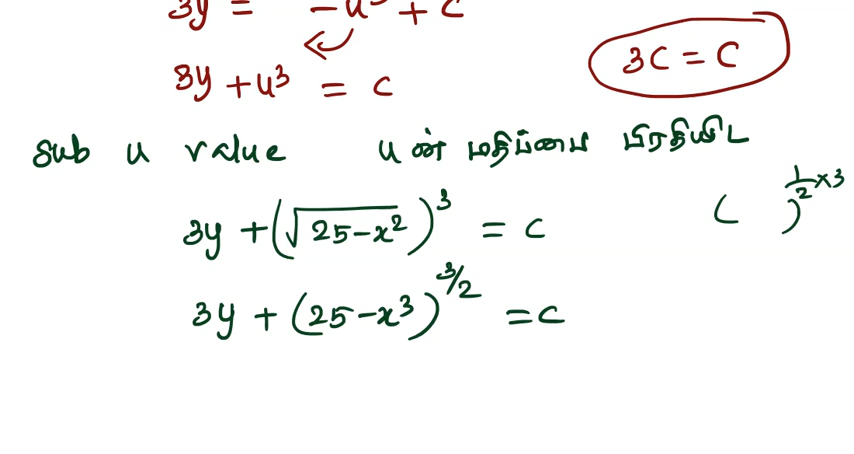 3y = -u³ + C
3y + u³ = c
3C = C
Sub u value u ன் மதிப்பை பிரதியிட
3y + (√25-x²)³ = c
( )^½×3
3y + (25-x³)^3/2 = c